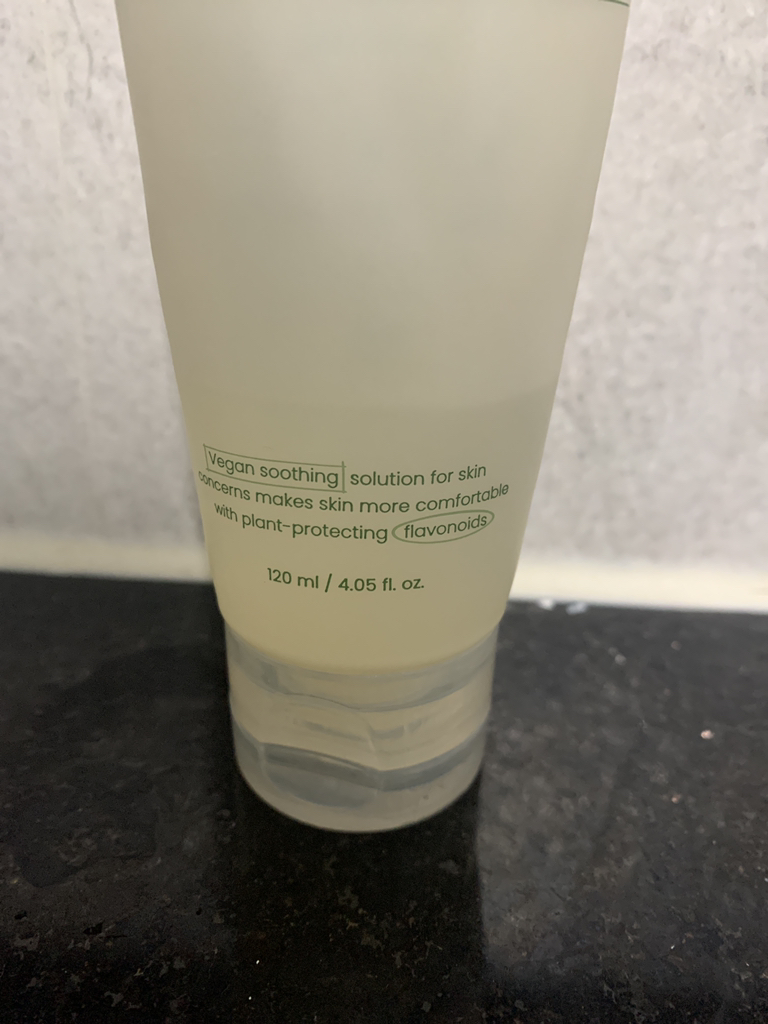 Vegan soothing solution for skin
concerns makes skin more comfortable
with plant-protecting flavonoids
120 ml / 4.05 fl. oz.